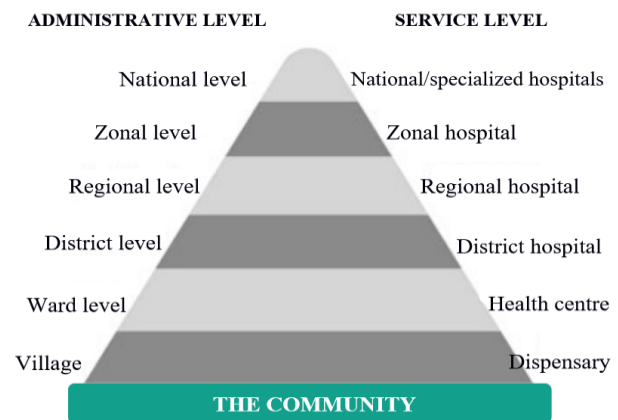 ADMINISTRATIVE LEVEL SERVICE LEVEL
National level National/specialized hospitals
Zonal level Zonal hospital
Regional level Regional hospital
District level District hospital
Ward level Health centre
Village Dispensary
THE COMMUNITY